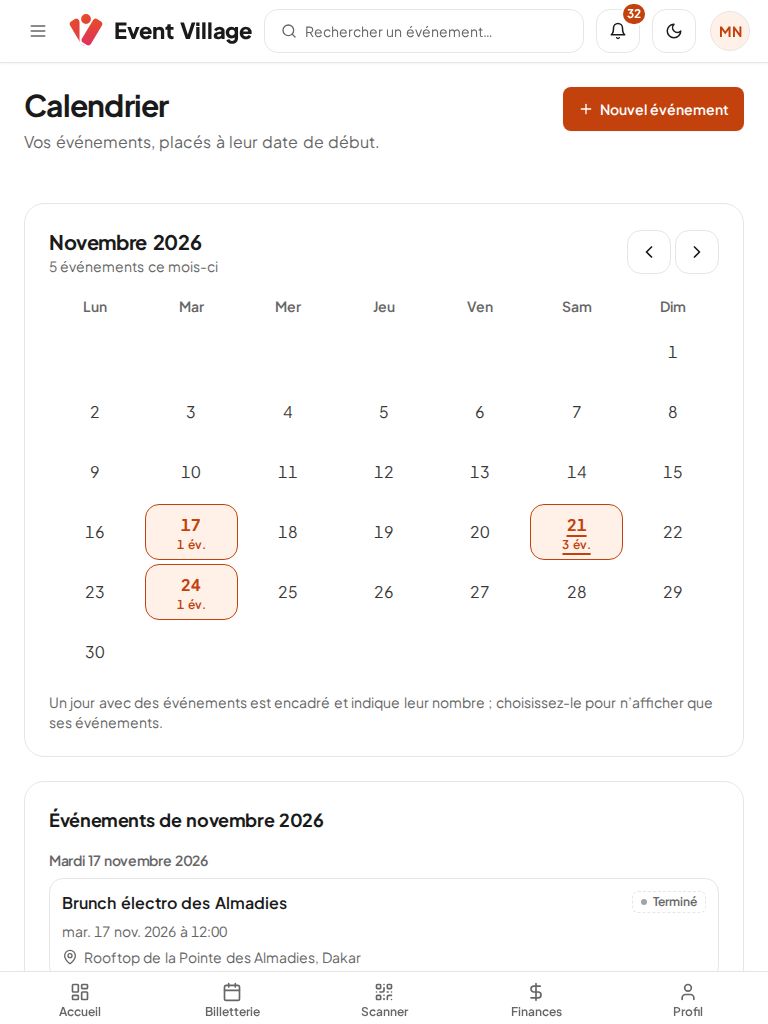 Event Village
Rechercher un événement...
32
MN
Calendrier
Nouvel événement
Vos événements, placés à leur date de début.
Novembre 2026
5 événements ce mois-ci
Lun Mar Mer Jeu Ven Sam Dim
1
2 3 4 5 6 7 8
9 10 11 12 13 14 15
16 17 18 19 20 21 22
1 év. 3 év.
23 24 25 26 27 28 29
1 év.
30
Un jour avec des événements est encadré et indique leur nombre ; choisissez-le pour n’afficher que
ses événements.
Événements de novembre 2026
Mardi 17 novembre 2026
Brunch électro des Almadies
Terminé
mar. 17 nov. 2026 à 12:00
Rooftop de la Pointe des Almadies, Dakar
Accueil Billetterie Scanner Finances Profil